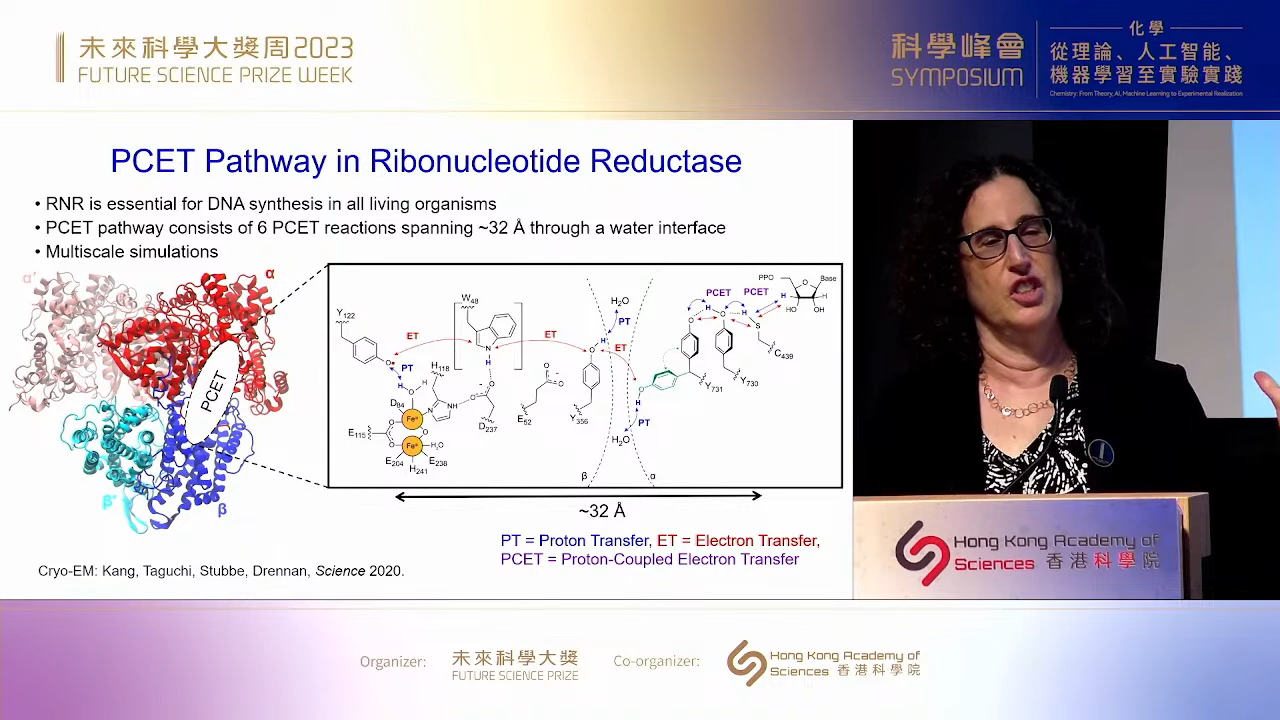 未來科學大獎周2023
FUTURE SCIENCE PRIZE WEEK
科學峰會
SYMPOSIUM
化學
從理論、人工智能、
機器學習至實驗實踐
Chemistry: From Theory, AI, Machine Learning to Experimental Realization
PCET Pathway in Ribonucleotide Reductase
• RNR is essential for DNA synthesis in all living organisms
• PCET pathway consists of 6 PCET reactions spanning ~32 Å through a water interface
• Multiscale simulations
α'
α
β'
β
PCET
Y122
ET
W48
H
ET
H2O
PT
H
O
ET
PCET
PCET
PPO
Base
H
H
HO
OH
O
H
O
H
S
C439
O
PT
H
H
O
H118
N
NH
O
O
D237
D84
Fe
O
Fe
H2O
E115
E204
H241
E238
E52
O
O
Y356
O
H
PT
H2O
Y731
Y730
β
α
~32 Å
PT = Proton Transfer, ET = Electron Transfer,
PCET = Proton-Coupled Electron Transfer
Cryo-EM: Kang, Taguchi, Stubbe, Drennan, Science 2020.
Hong Kong Academy of
Sciences 香港科學院
Organizer:
未來科學大獎
FUTURE SCIENCE PRIZE
Co-organizer:
Hong Kong Academy of
Sciences 香港科學院